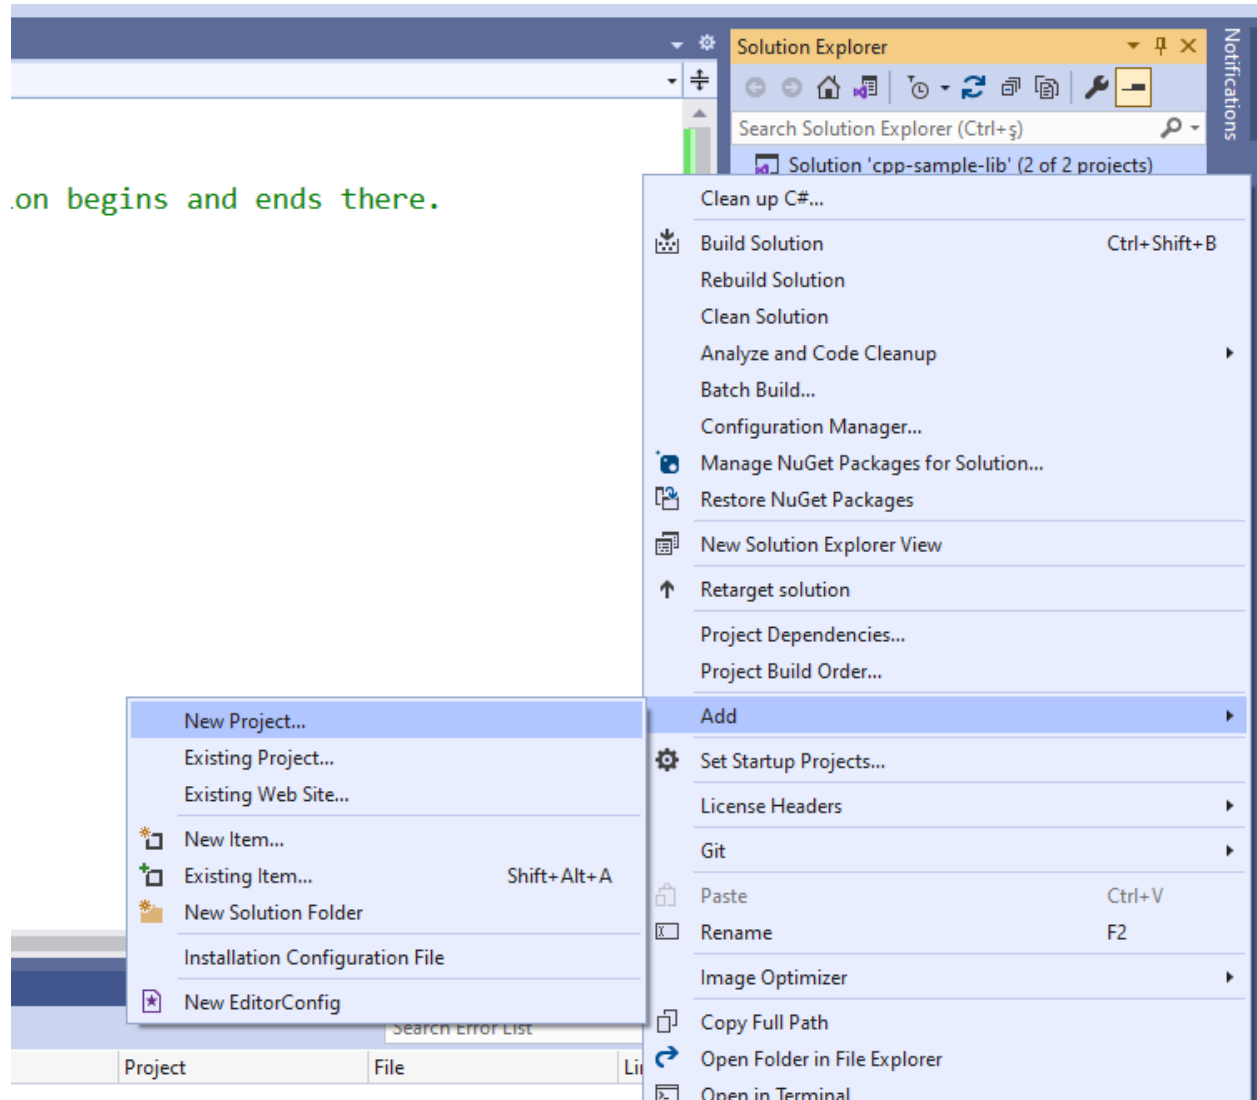 Solution Explorer
Notifications
Search Solution Explorer (Ctrl+ş)
Solution 'cpp-sample-lib' (2 of 2 projects)
on begins and ends there.
Clean up C#...
Build Solution Ctrl+Shift+B
Rebuild Solution
Clean Solution
Analyze and Code Cleanup
Batch Build...
Configuration Manager...
Manage NuGet Packages for Solution...
Restore NuGet Packages
New Solution Explorer View
Retarget solution
Project Dependencies...
Project Build Order...
Add
Set Startup Projects...
License Headers
Git
Paste Ctrl+V
Rename F2
Image Optimizer
Copy Full Path
Open Folder in File Explorer
Open in Terminal
New Project...
Existing Project...
Existing Web Site...
New Item...
Existing Item... Shift+Alt+A
New Solution Folder
Installation Configuration File
New EditorConfig
Search Error List
Project File